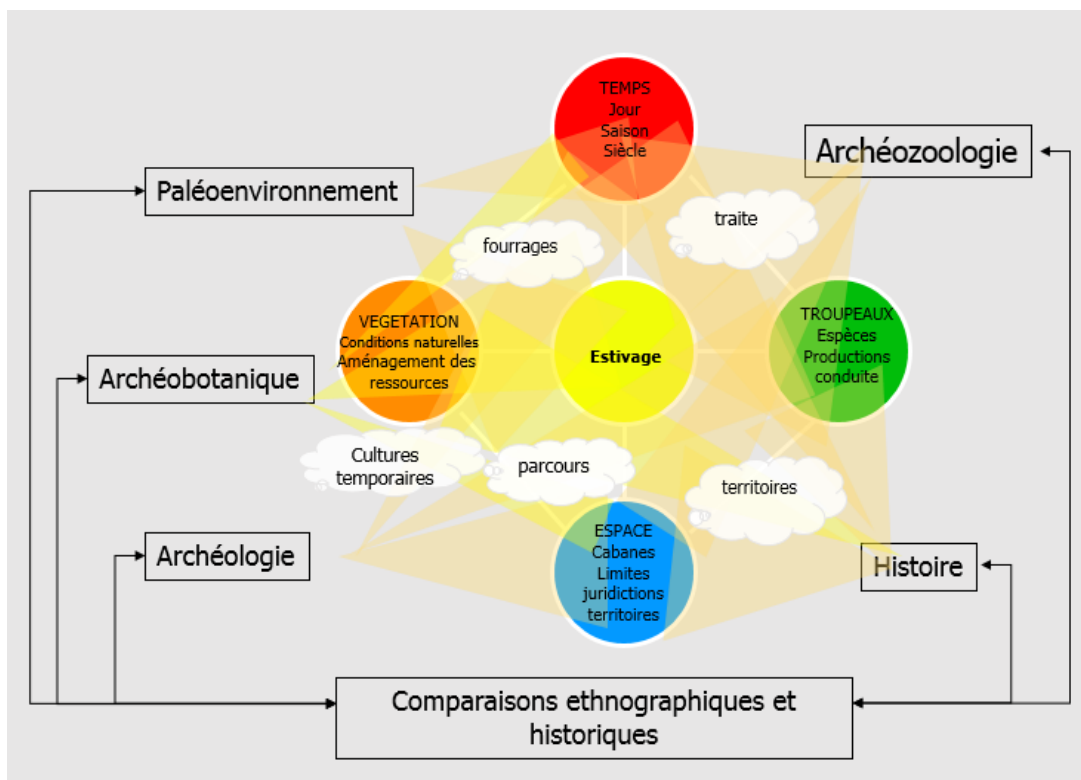 TEMPS
Jour
Saison
Siècle
Archéozoologie
Paléoenvironnement
traite
fourrages
VEGETATION
Conditions naturelles
Aménagement des
ressources
Estivage
TROUPEAUX
Espèces
Productions
conduite
Archéobotanique
Cultures
temporaires
parcours
territoires
ESPACE
Cabanes
Limites
juridictions
territoires
Archéologie
Histoire
Comparaisons ethnographiques et
historiques